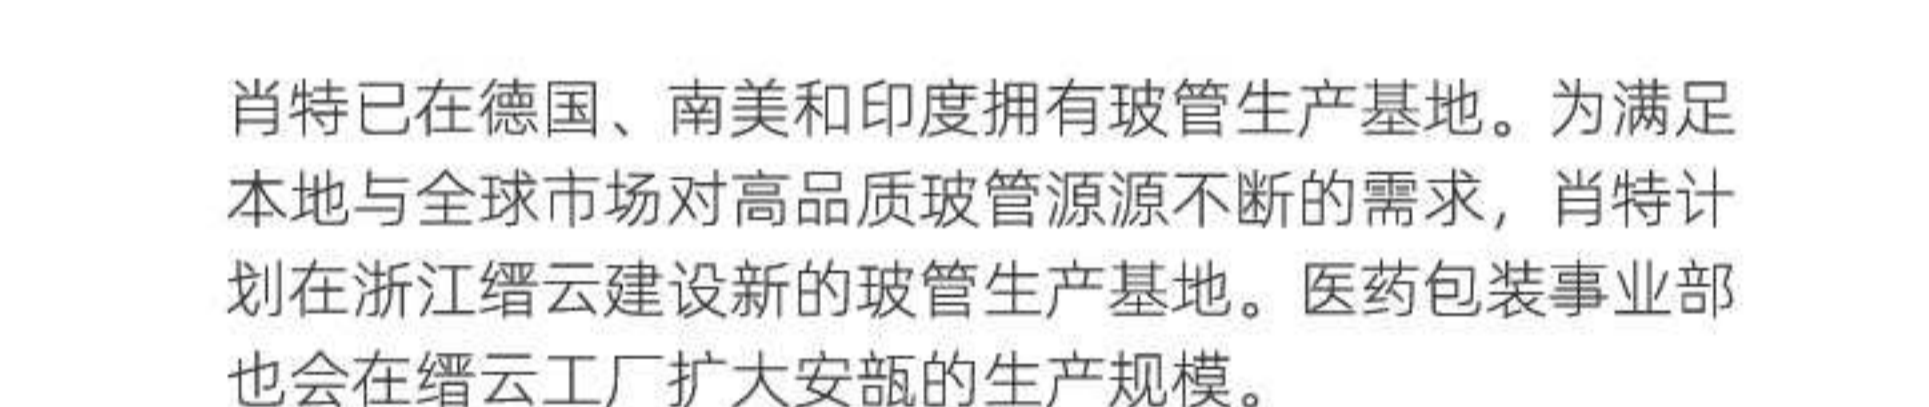 肖特已在德国、南美和印度拥有玻管生产基地。为满足
本地与全球市场对高品质玻管源源不断的需求，肖特计
划在浙江缙云建设新的玻管生产基地。医药包装事业部
也会在缙云工厂扩大安瓿的生产规模。